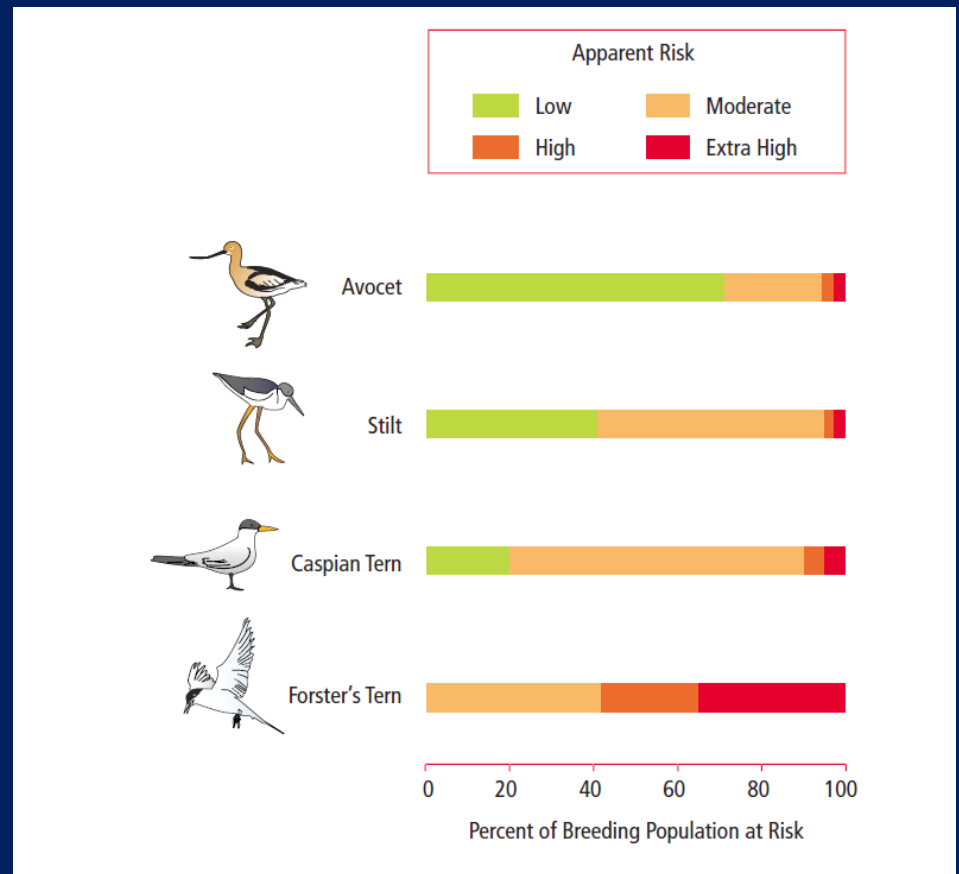 Apparent Risk
Low
Moderate
High
Extra High
Avocet
Stilt
Caspian Tern
Forster's Tern
0 20 40 60 80 100
Percent of Breeding Population at Risk